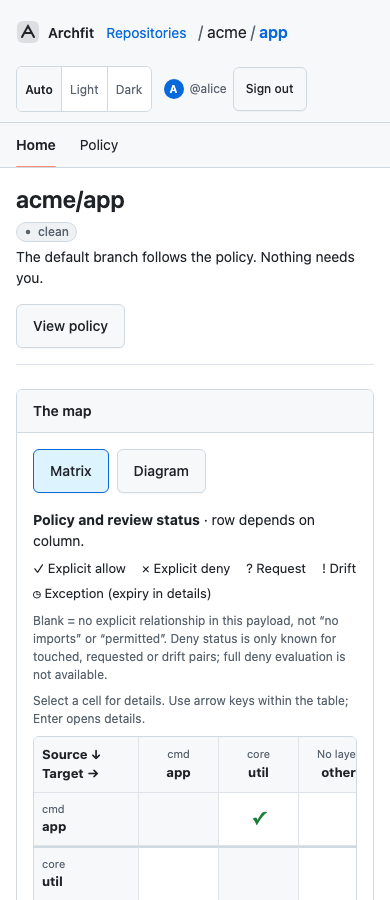 Archfit Repositories / acme / app
Auto Light Dark A @alice Sign out
Home Policy
acme/app
• clean
The default branch follows the policy. Nothing needs
you.
View policy
The map
Matrix Diagram
Policy and review status · row depends on
column.
✓ Explicit allow × Explicit deny ? Request ! Drift
◷ Exception (expiry in details)
Blank = no explicit relationship in this payload, not “no
imports” or “permitted”. Deny status is only known for
touched, requested or drift pairs; full deny evaluation is
not available.
Select a cell for details. Use arrow keys within the table;
Enter opens details.
Source ↓ cmd core No laye
Target → app util other
cmd
app ✓
core
util